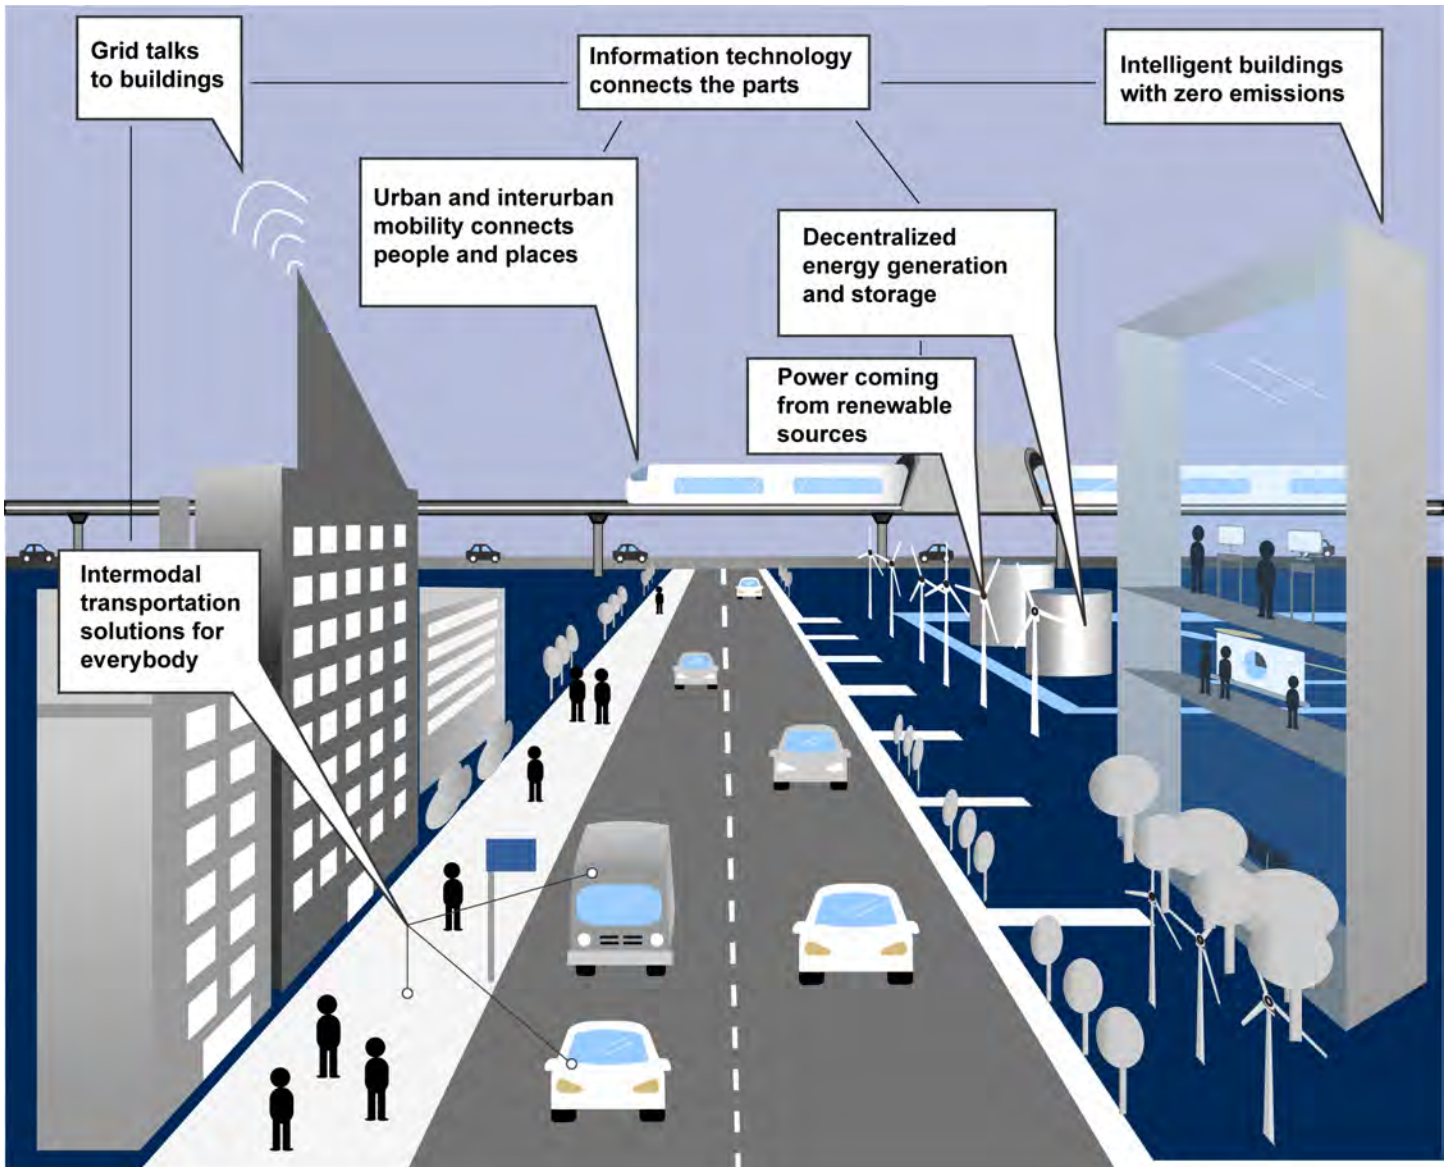 Grid talks
to buildings
Information technology
connects the parts
Intelligent buildings
with zero emissions
Urban and interurban
mobility connects
people and places
Decentralized
energy generation
and storage
Power coming
from renewable
sources
Intermodal
transportation
solutions for
everybody